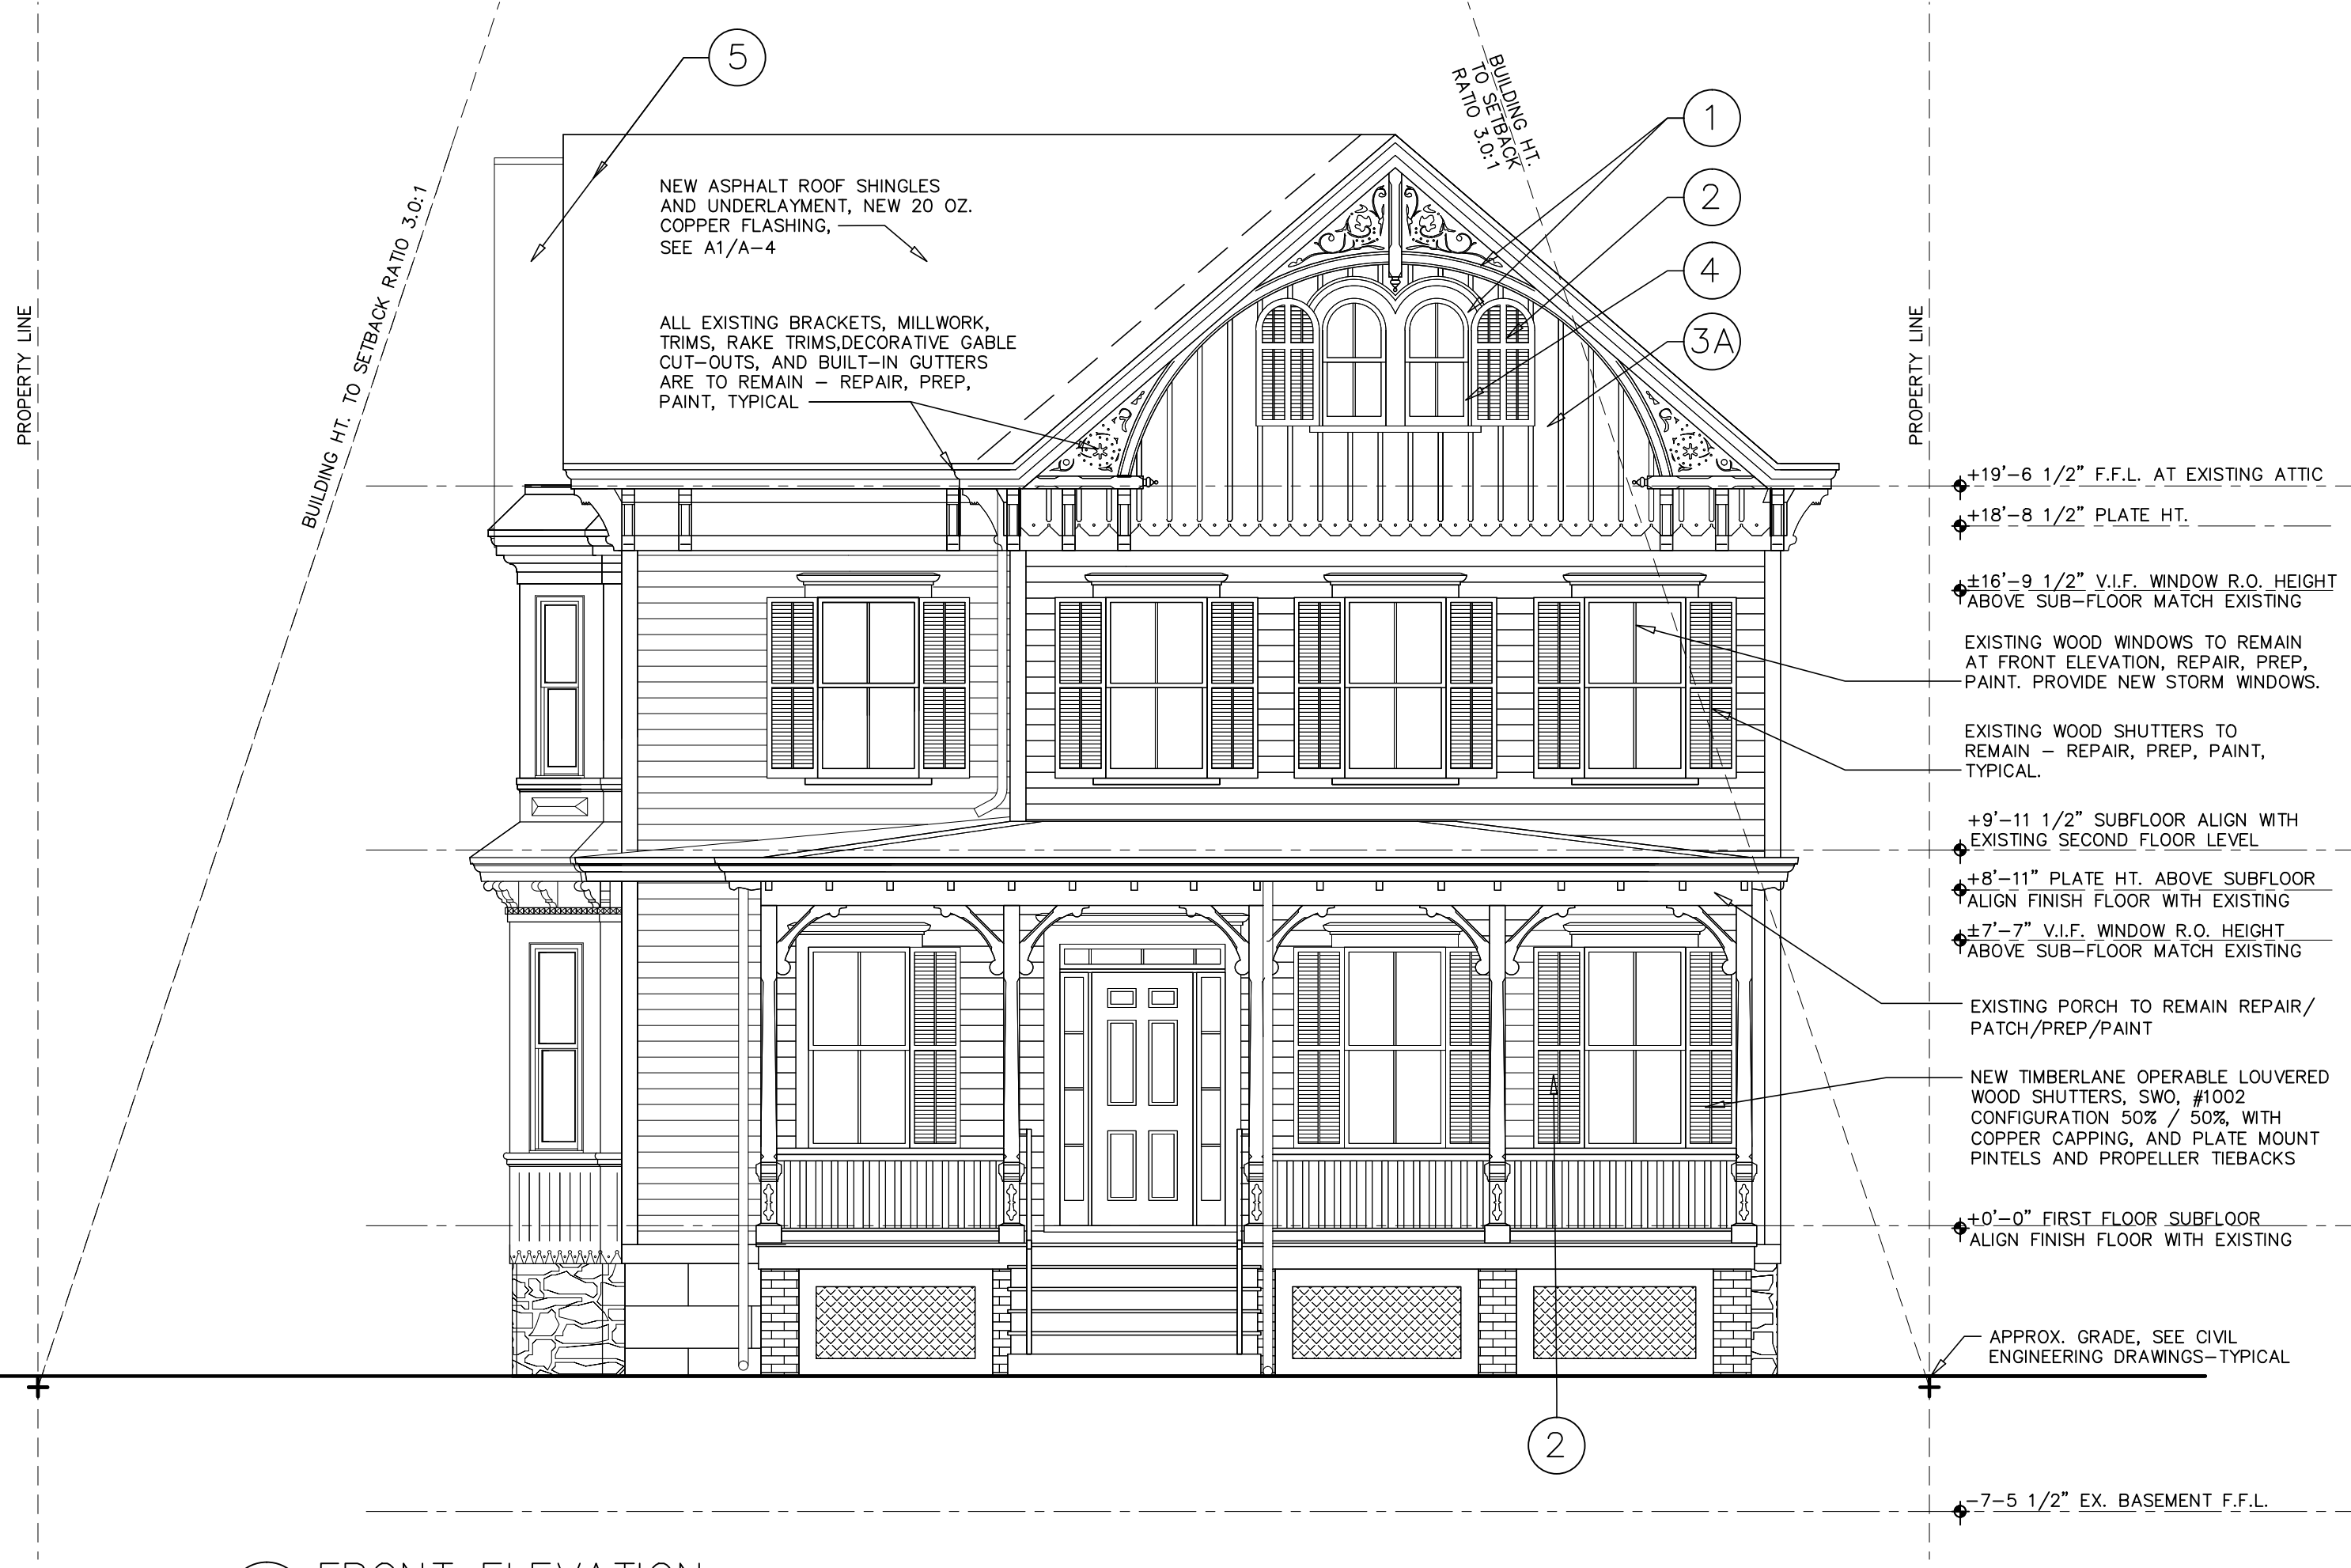 5
BUILDING HT.
TO SETBACK
RATIO 3.0:1
1
2
4
3A
NEW ASPHALT ROOF SHINGLES
AND UNDERLAYMENT, NEW 20 OZ.
COPPER FLASHING,
SEE A1/A-4
BUILDING HT. TO SETBACK RATIO 3.0:1
PROPERTY LINE
PROPERTY LINE
ALL EXISTING BRACKETS, MILLWORK,
TRIMS, RAKE TRIMS,DECORATIVE GABLE
CUT-OUTS, AND BUILT-IN GUTTERS
ARE TO REMAIN - REPAIR, PREP,
PAINT, TYPICAL
+19'-6 1/2" F.F.L. AT EXISTING ATTIC
+18'-8 1/2" PLATE HT.
±16'-9 1/2" V.I.F. WINDOW R.O. HEIGHT
ABOVE SUB-FLOOR MATCH EXISTING
EXISTING WOOD WINDOWS TO REMAIN
AT FRONT ELEVATION, REPAIR, PREP,
PAINT. PROVIDE NEW STORM WINDOWS.
EXISTING WOOD SHUTTERS TO
REMAIN - REPAIR, PREP, PAINT,
TYPICAL.
+9'-11 1/2" SUBFLOOR ALIGN WITH
EXISTING SECOND FLOOR LEVEL
+8'-11" PLATE HT. ABOVE SUBFLOOR
ALIGN FINISH FLOOR WITH EXISTING
±7'-7" V.I.F. WINDOW R.O. HEIGHT
ABOVE SUB-FLOOR MATCH EXISTING
EXISTING PORCH TO REMAIN REPAIR/
PATCH/PREP/PAINT
NEW TIMBERLANE OPERABLE LOUVERED
WOOD SHUTTERS, SWO, #1002
CONFIGURATION 50% / 50%, WITH
COPPER CAPPING, AND PLATE MOUNT
PINTELS AND PROPELLER TIEBACKS
+0'-0" FIRST FLOOR SUBFLOOR
ALIGN FINISH FLOOR WITH EXISTING
APPROX. GRADE, SEE CIVIL
ENGINEERING DRAWINGS-TYPICAL
2
-7-5 1/2" EX. BASEMENT F.F.L.
FRONT ELEVATION